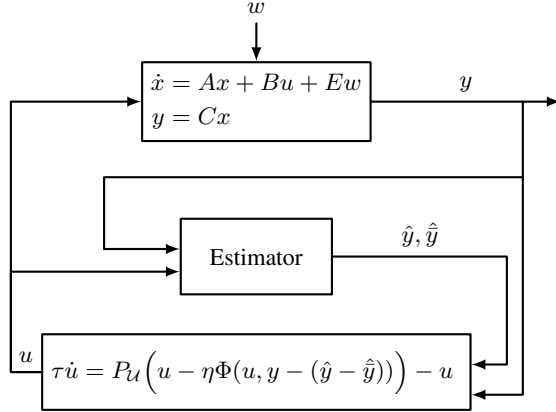 w
ẋ = Ax + Bu + Ew
y = Cx
y
Estimator
ŷ, ŷ̄
u
τu̇ = P_𝒰(u − ηΦ(u, y − (ŷ − ŷ̄))) − u